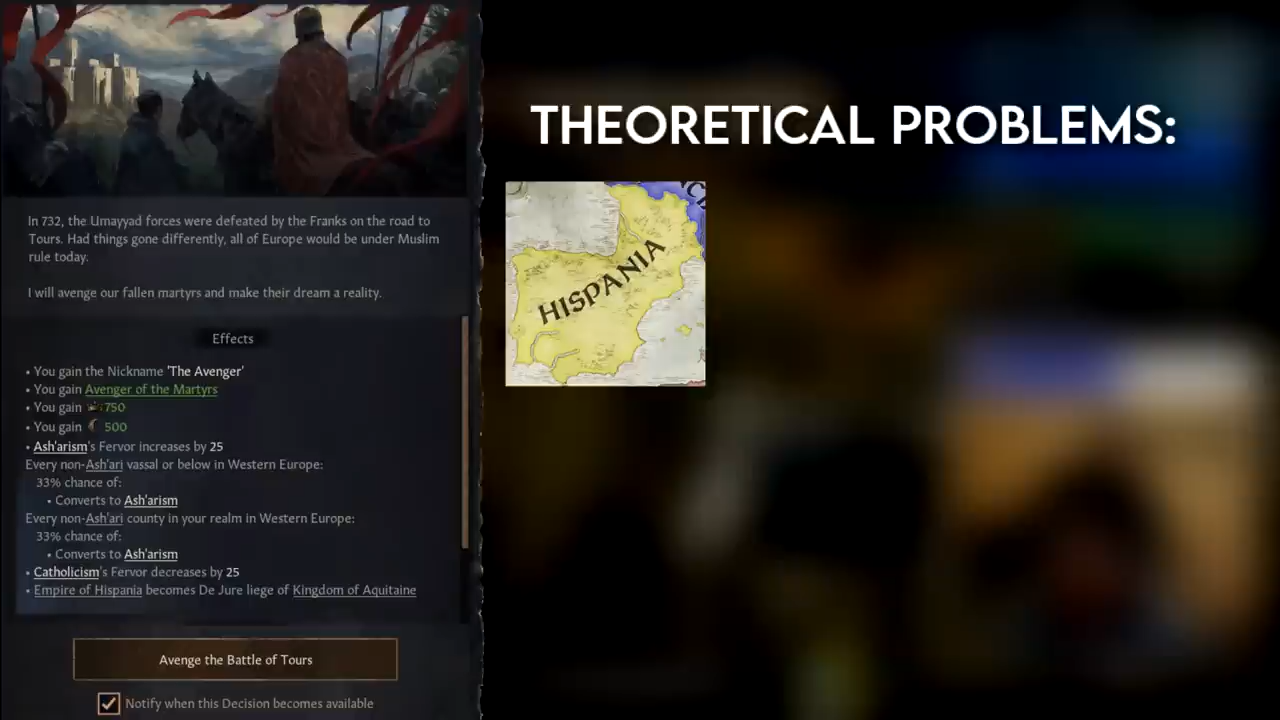 In 732, the Umayyad forces were defeated by the Franks on the road to
Tours. Had things gone differently, all of Europe would be under Muslim
rule today.
I will avenge our fallen martyrs and make their dream a reality.
Effects
• You gain the Nickname 'The Avenger'
• You gain Avenger of the Martyrs
• You gain 750
• You gain 500
• Ash'arism's Fervor increases by 25
Every non-Ash'ari vassal or below in Western Europe:
33% chance of:
• Converts to Ash'arism
Every non-Ash'ari county in your realm in Western Europe:
33% chance of:
• Converts to Ash'arism
• Catholicism's Fervor decreases by 25
• Empire of Hispania becomes De Jure liege of Kingdom of Aquitaine
Avenge the Battle of Tours
Notify when this Decision becomes available
THEORETICAL PROBLEMS:
HISPANIA